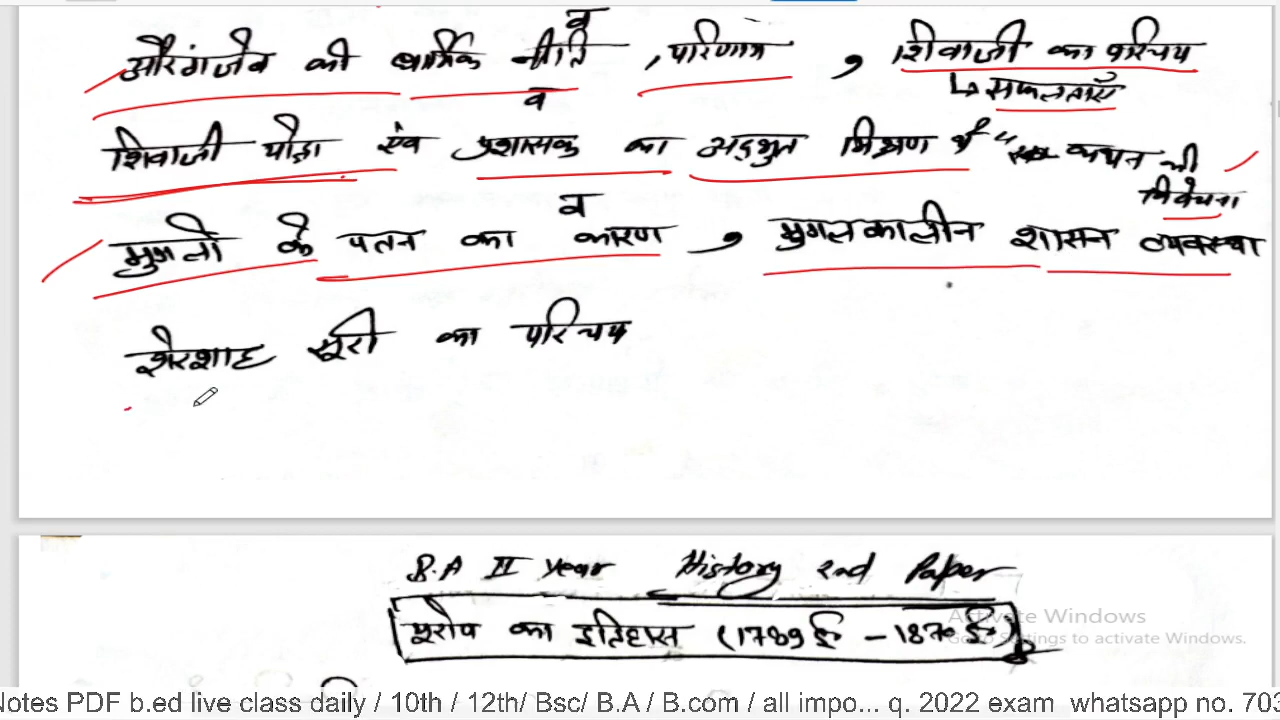 व
औरंगजेब की धार्मिक नीति , परिणाम , शिवाजी का परिचय
↳ सफलताएँ
व
शिवाजी योद्धा एंव प्रशासक का अद्भुत मिश्रण थे " कथन की
विवेचना
व
मुगलों के पतन का कारण , मुगलकालीन शासन व्यवस्था
शेरशाह सूरी का परिचय
B.A II Year History 2nd Paper
यूरोप का इतिहास (1789 ई॰ - 1870 ई॰)
Activate Windows
Go to Settings to activate Windows.
Notes PDF b.ed live class daily / 10th / 12th/ Bsc/ B.A / B.com / all impo... q. 2022 exam whatsapp no. 703